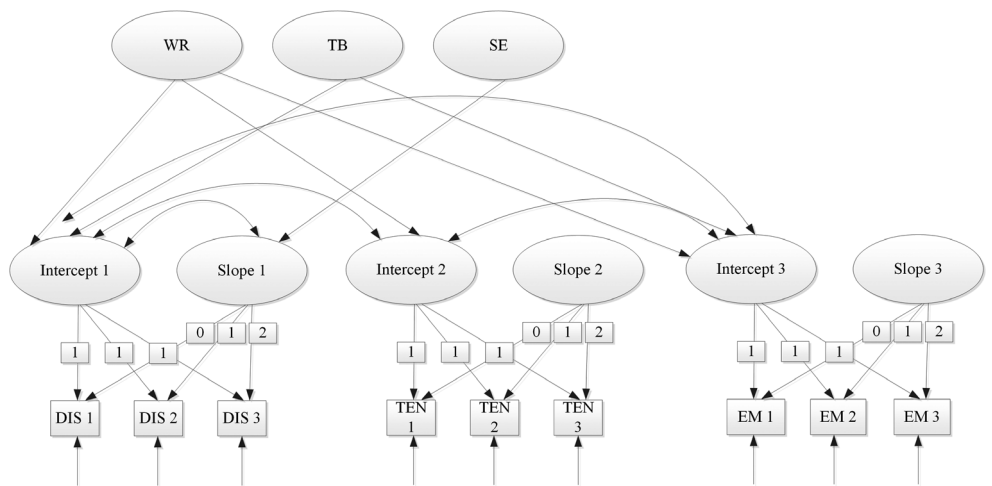 WR TB SE
Intercept 1 Slope 1 Intercept 2 Slope 2 Intercept 3 Slope 3
0 1 2 0 1 2 0 1 2
1 1 1 1 1 1 1 1 1
DIS 1 DIS 2 DIS 3 TEN 1 TEN 2 TEN 3 EM 1 EM 2 EM 3